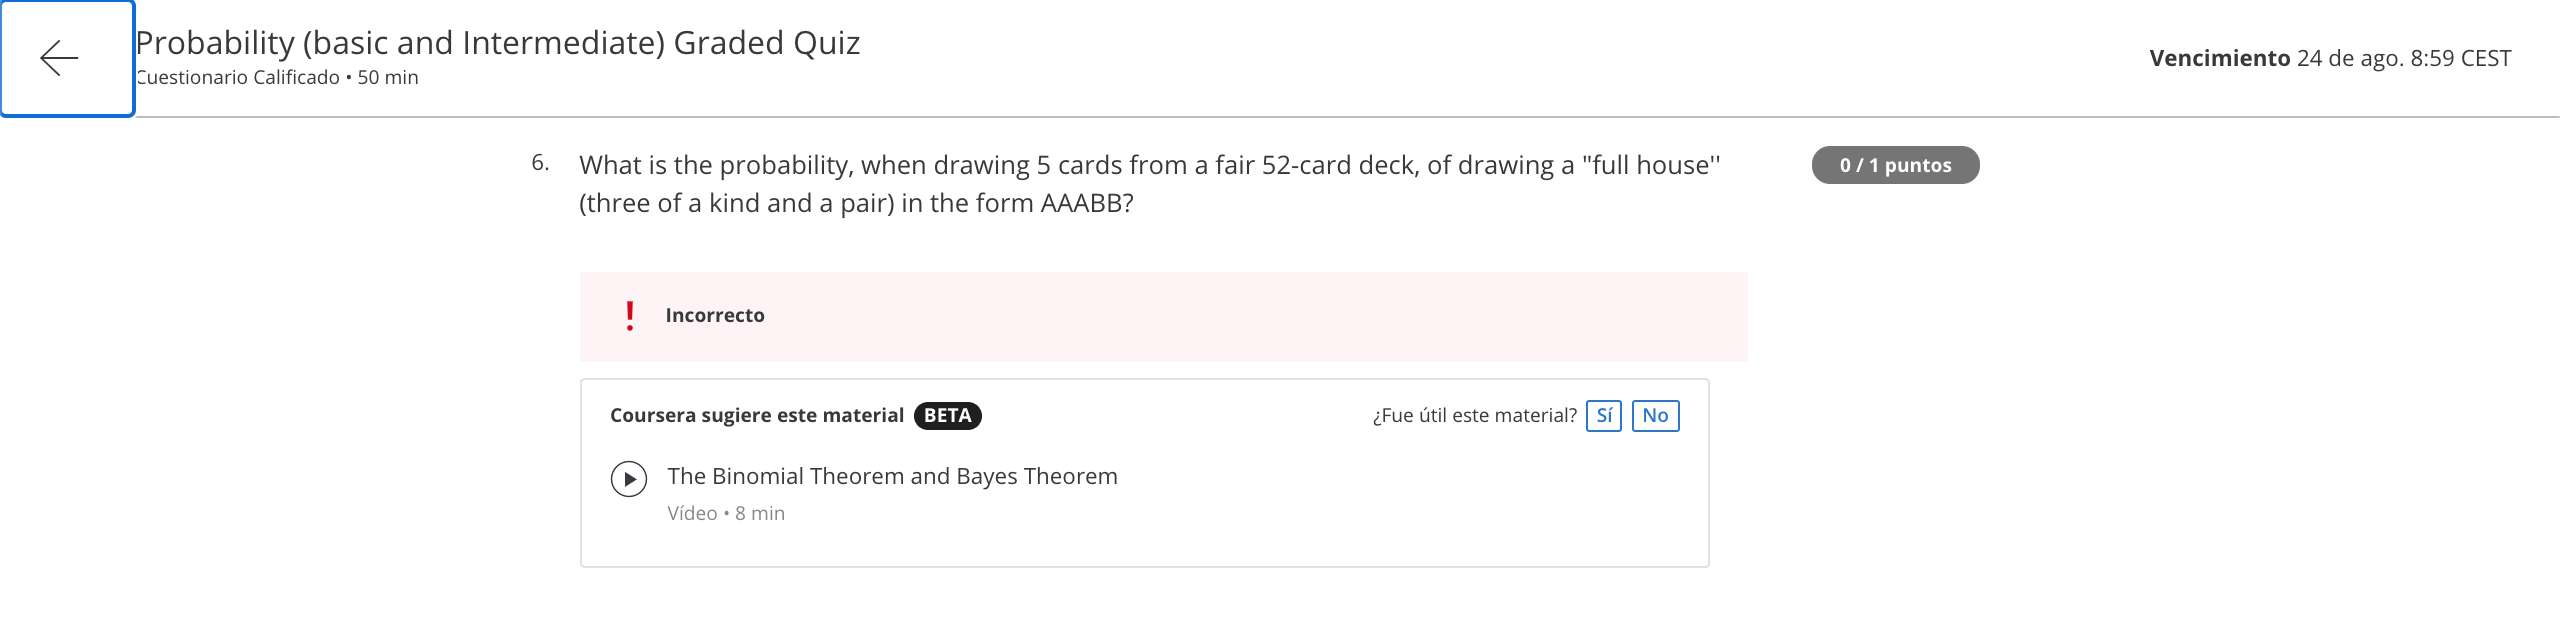 Probability (basic and Intermediate) Graded Quiz
Cuestionario Calificado • 50 min
Vencimiento 24 de ago. 8:59 CEST
6. What is the probability, when drawing 5 cards from a fair 52-card deck, of drawing a "full house''
(three of a kind and a pair) in the form AAABB?
0 / 1 puntos
! Incorrecto
Coursera sugiere este material BETA
¿Fue útil este material? Sí No
The Binomial Theorem and Bayes Theorem
Vídeo • 8 min